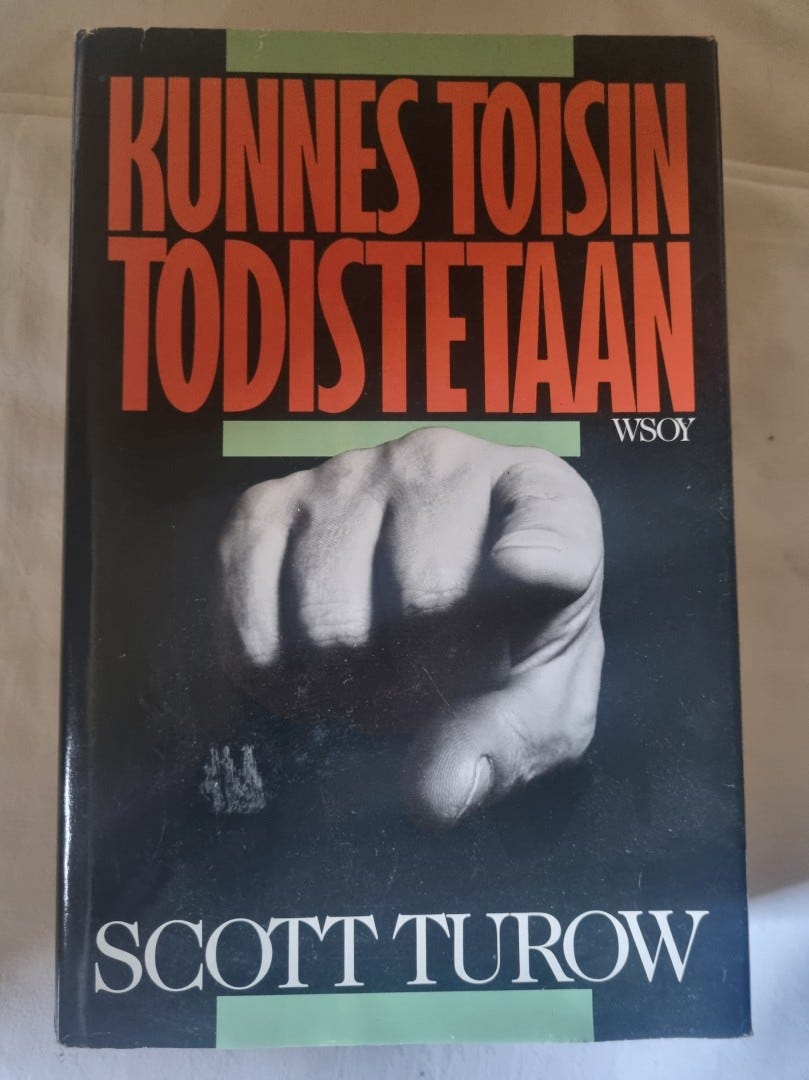 KUNNES TOISIN
TODISTETAAN
WSOY
SCOTT TUROW